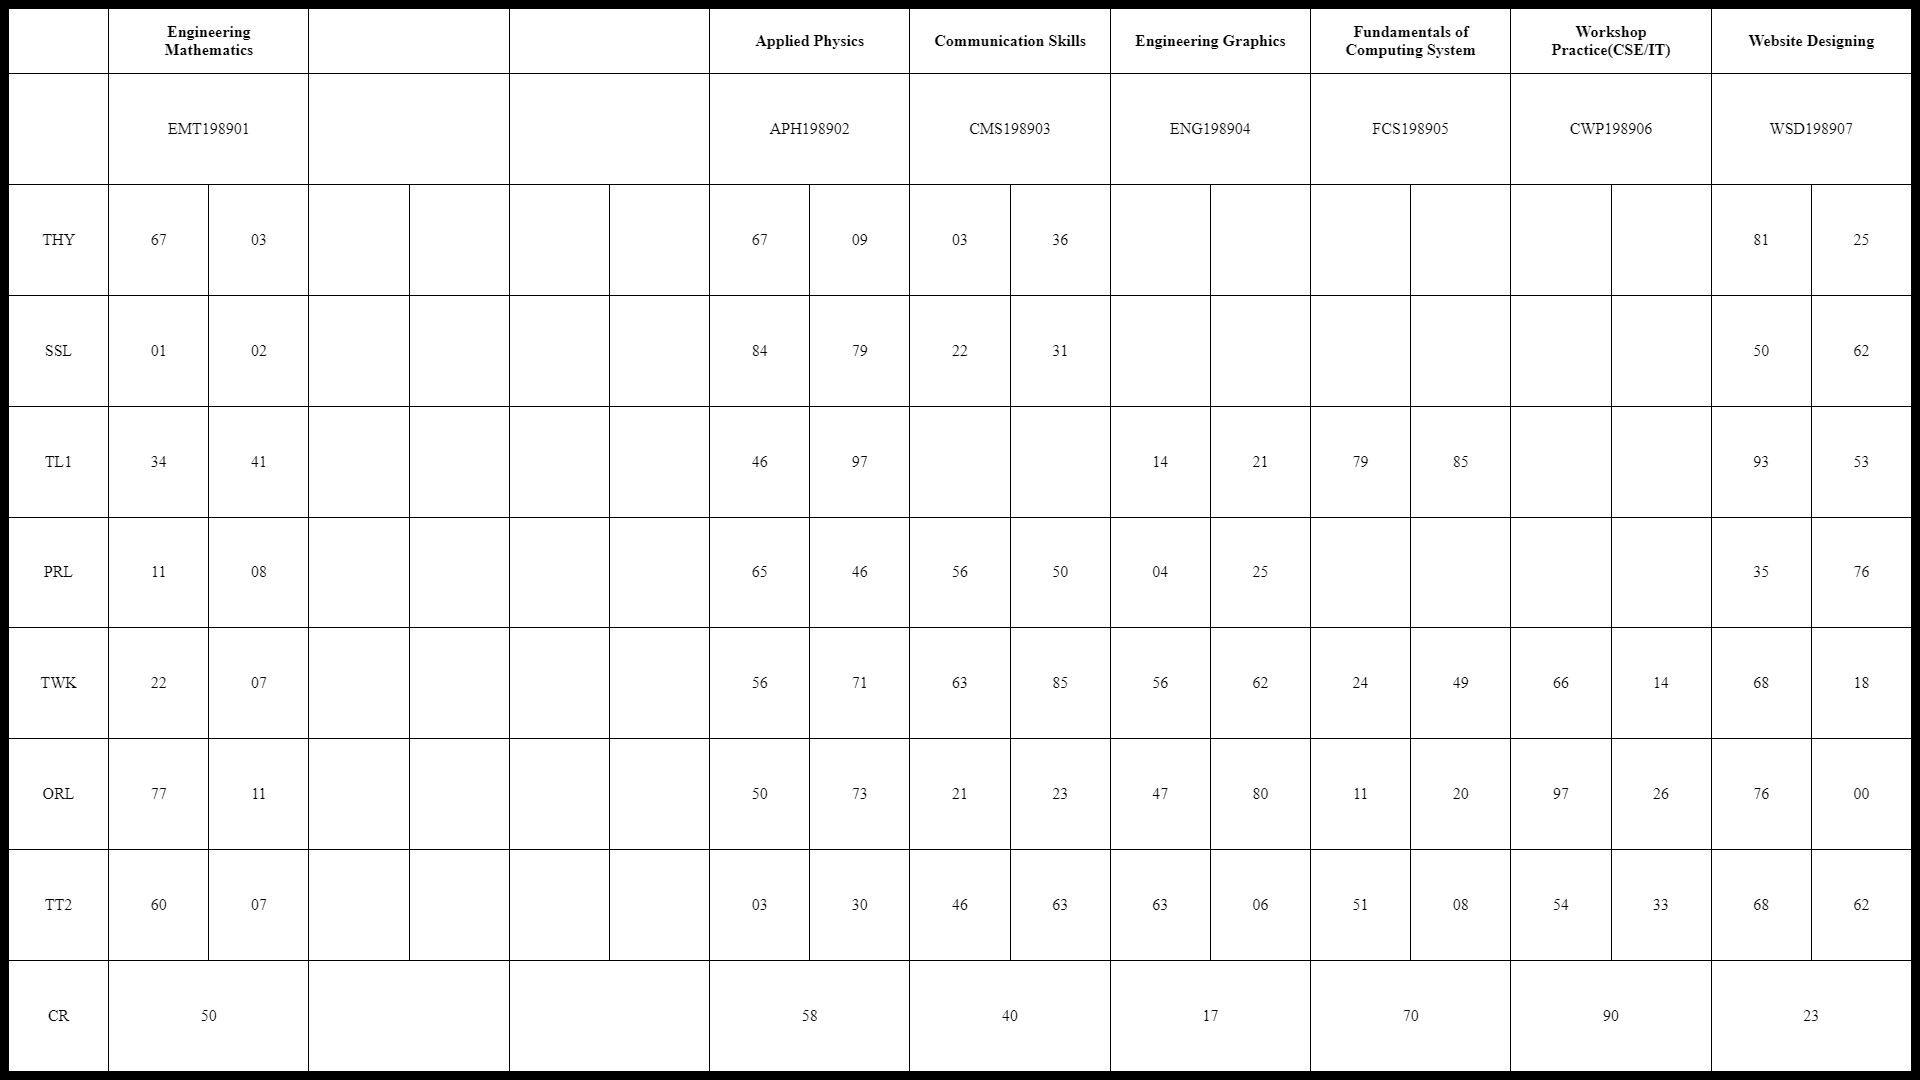 Engineering Mathematics Applied Physics Communication Skills Engineering Graphics Fundamentals of Computing System Workshop Practice(CSE/IT) Website Designing
EMT198901 APH198902 CMS198903 ENG198904 FCS198905 CWP198906 WSD198907
THY 67 03 67 09 03 36 81 25
SSL 01 02 84 79 22 31 50 62
TL1 34 41 46 97 14 21 79 85 93 53
PRL 11 08 65 46 56 50 04 25 35 76
TWK 22 07 56 71 63 85 56 62 24 49 66 14 68 18
ORL 77 11 50 73 21 23 47 80 11 20 97 26 76 00
TT2 60 07 03 30 46 63 63 06 51 08 54 33 68 62
CR 50 58 40 17 70 90 23